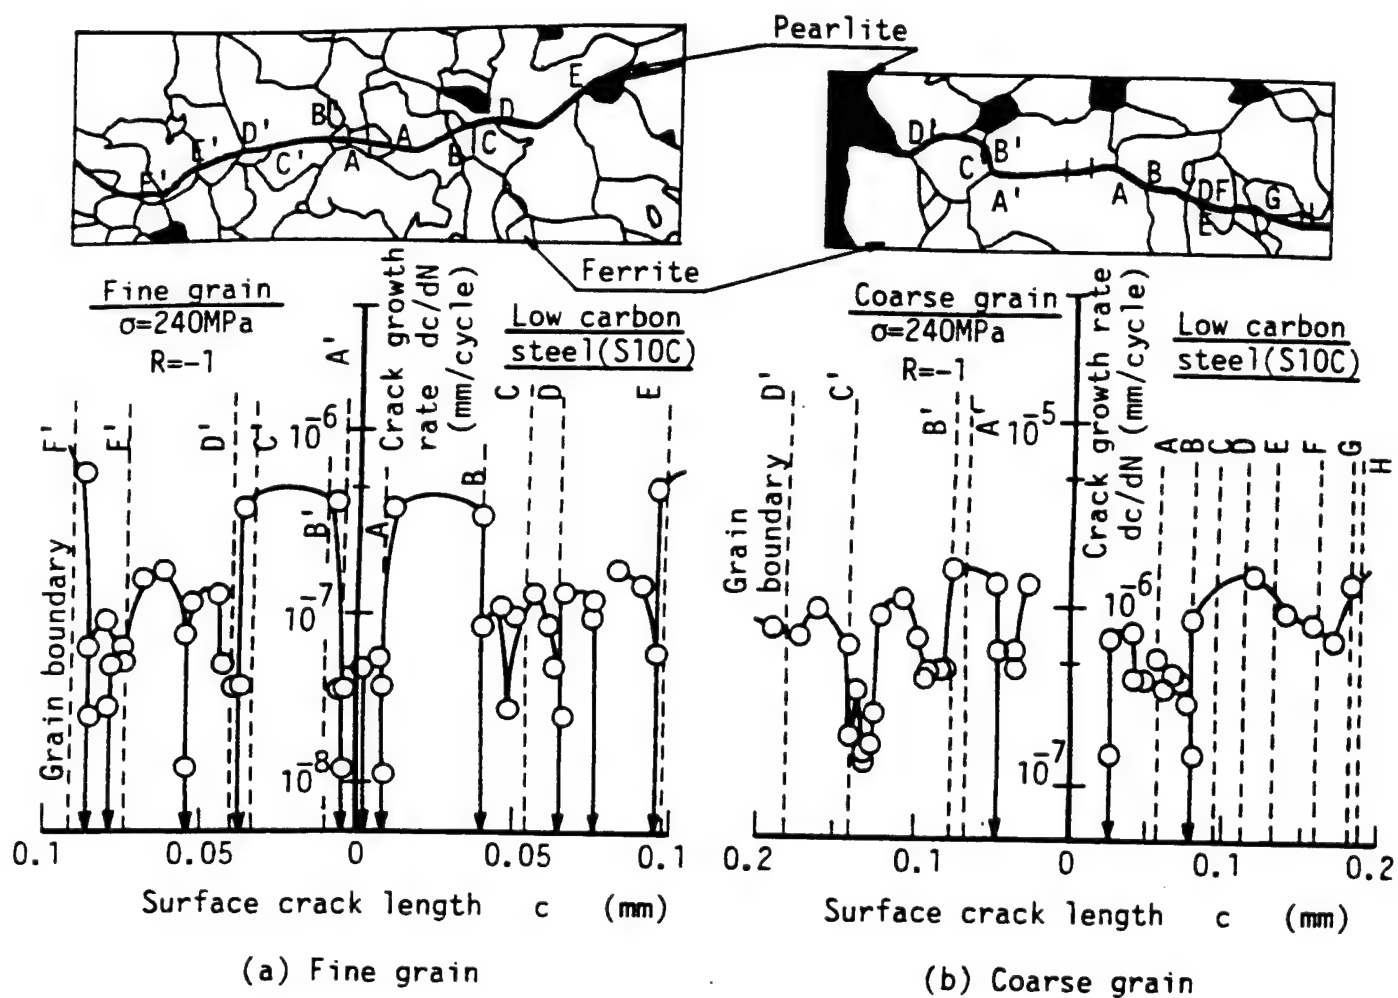 Pearlite
E
B'
D
D'
A
C
E'
C'
A'
B
F'
D'
B'
C'
A'
A
B
C
D F
G
E
H
Ferrite
Fine grain
σ=240MPa
R=-1
Low carbon
steel(S10C)
Crack growth
rate dc/dN
(mm/cycle)
F'
E'
D'
C'
B'
A'
A
B
C
D
E
Grain boundary
10^-6
10^-7
10^-8
0.1
0.05
0
0.05
0.1
Surface crack length c (mm)
(a) Fine grain
Coarse grain
σ=240MPa
R=-1
Low carbon
steel(S10C)
Crack growth rate
dc/dN (mm/cycle)
D'
C'
B'
A'
A
B
C
D
E
F
G
H
Grain
boundary
10^-5
10^-6
10^-7
0.2
0.1
0
0.1
0.2
Surface crack length c (mm)
(b) Coarse grain